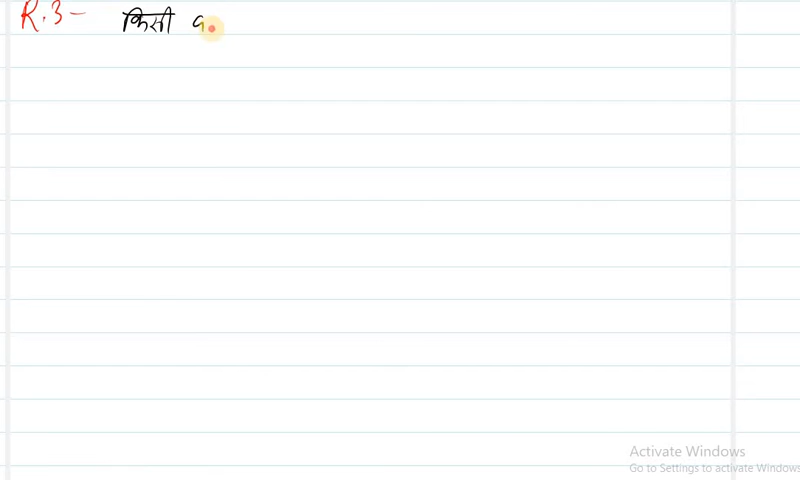 R.3- किसी
Activate Windows
Go to Settings to activate Windows